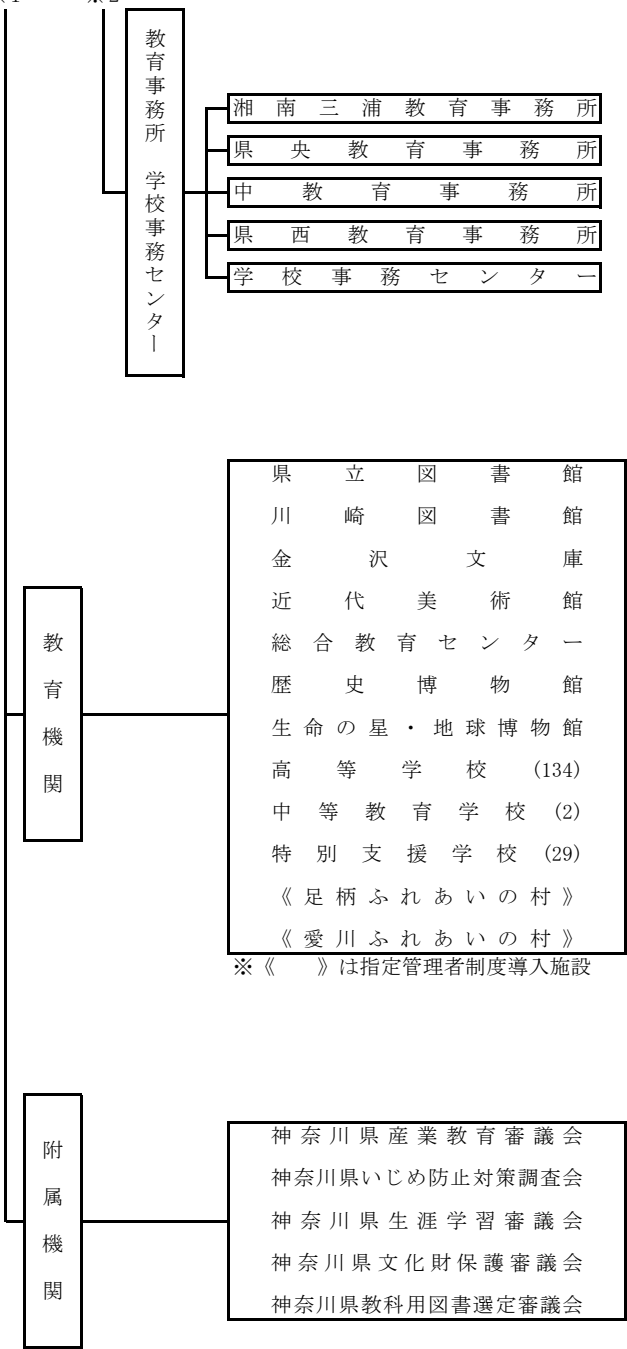 ※2
教育事務所 学校事務センター
湘南三浦教育事務所
県央教育事務所
中教育事務所
県西教育事務所
学校事務センター
教育機関
県立図書館
川崎図書館
金沢文庫
近代美術館
総合教育センター
歴史博物館
生命の星・地球博物館
高等学校(134)
中等教育学校(2)
特別支援学校(29)
《足柄ふれあいの村》
《愛川ふれあいの村》
※《　　》は指定管理者制度導入施設
附属機関
神奈川県産業教育審議会
神奈川県いじめ防止対策調査会
神奈川県生涯学習審議会
神奈川県文化財保護審議会
神奈川県教科用図書選定審議会